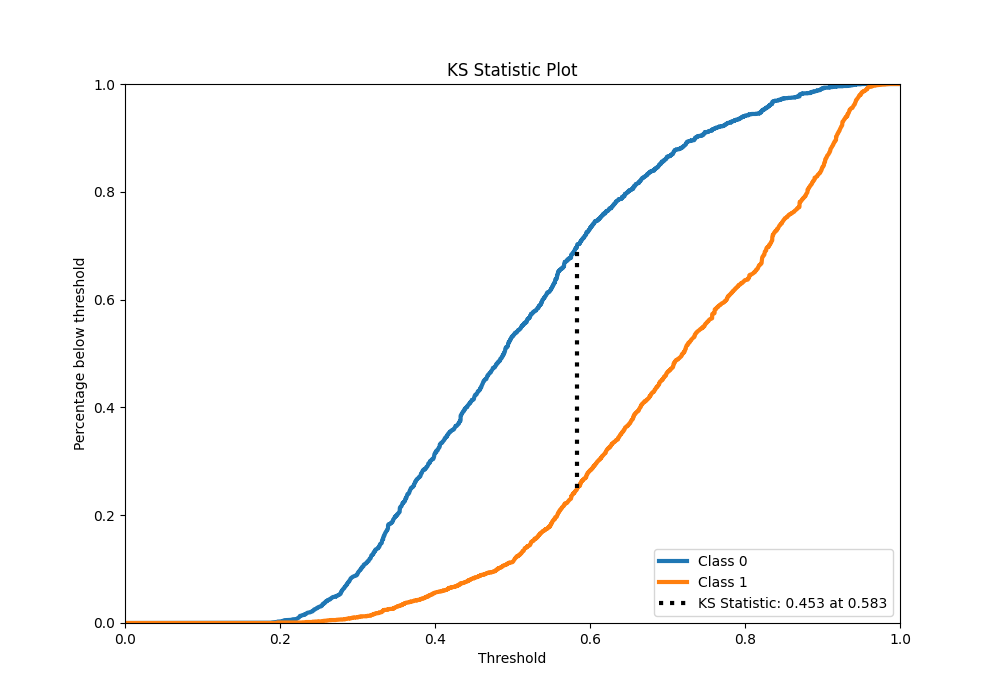 KS Statistic Plot
1.0
0.8
0.6
0.4
0.2
0.0
Percentage below threshold
0.0 0.2 0.4 0.6 0.8 1.0
Threshold
Class 0
Class 1
KS Statistic: 0.453 at 0.583